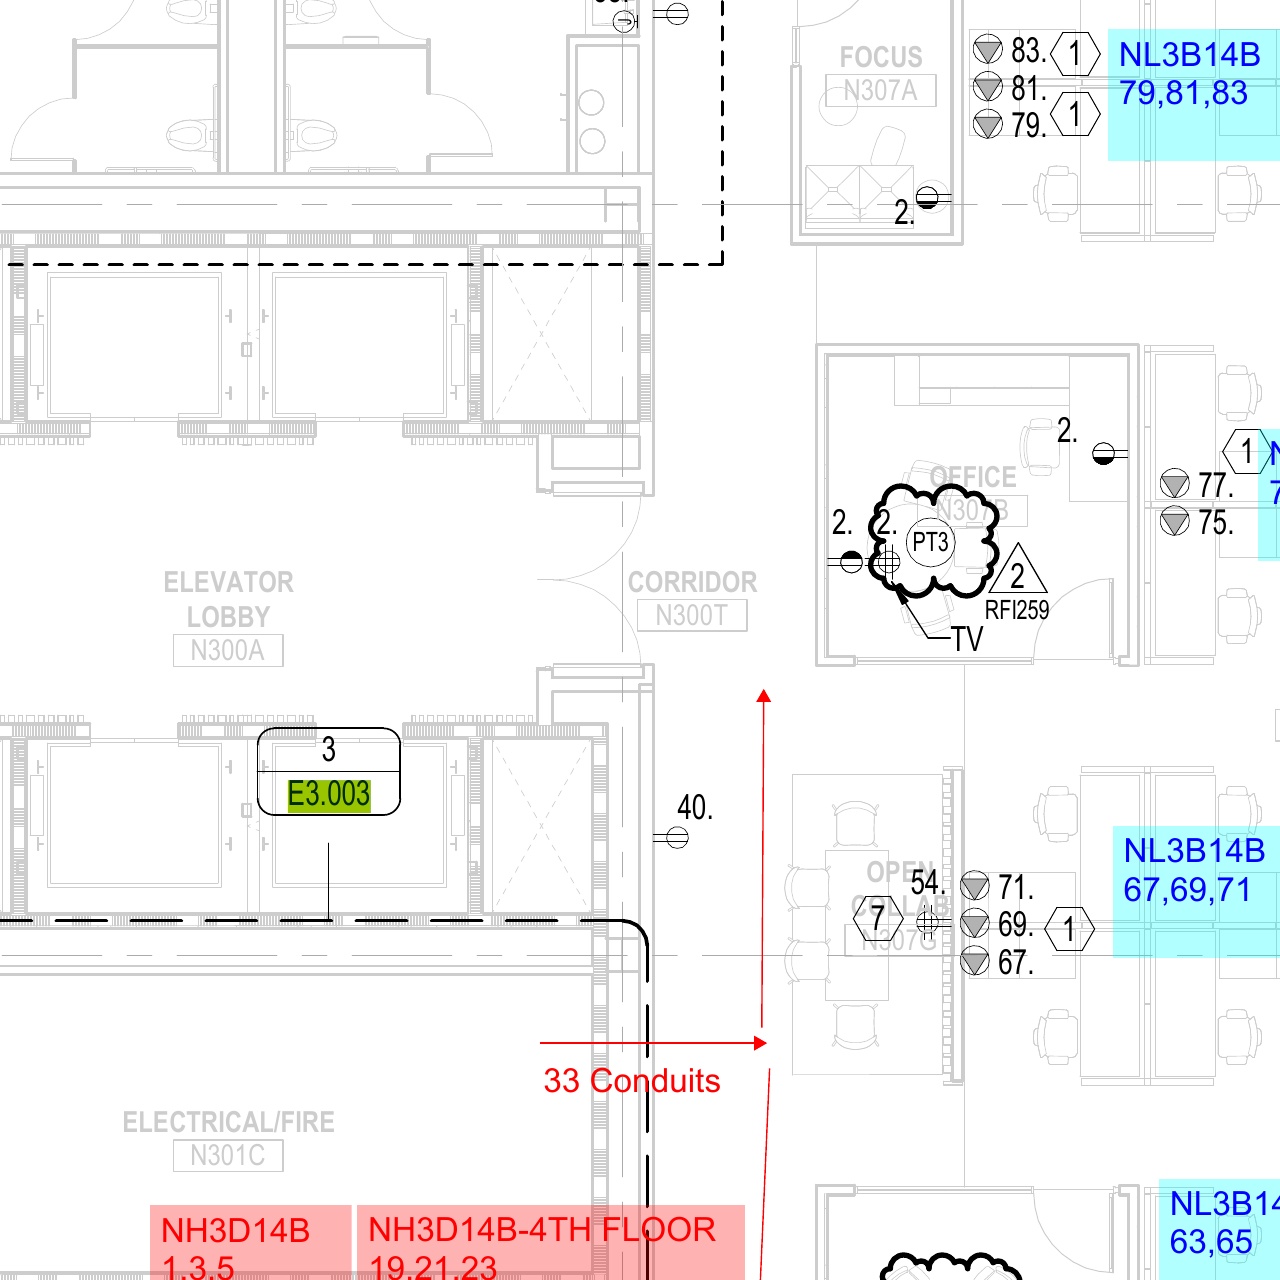 FOCUS
N307A
83.
81.
79.
1
1
NL3B14B
79,81,83
2.
2.
OFFICE
N307B
2.
2.
PT3
2
RFI259
TV
1
77.
75.
ELEVATOR
LOBBY
N300A
CORRIDOR
N300T
3
E3.003
40.
OPEN
COLLAB
N307G
54.
7
71.
69.
67.
1
NL3B14B
67,69,71
33 Conduits
ELECTRICAL/FIRE
N301C
NH3D14B
1,3,5
NH3D14B-4TH FLOOR
19,21,23
NL3B14
63,65